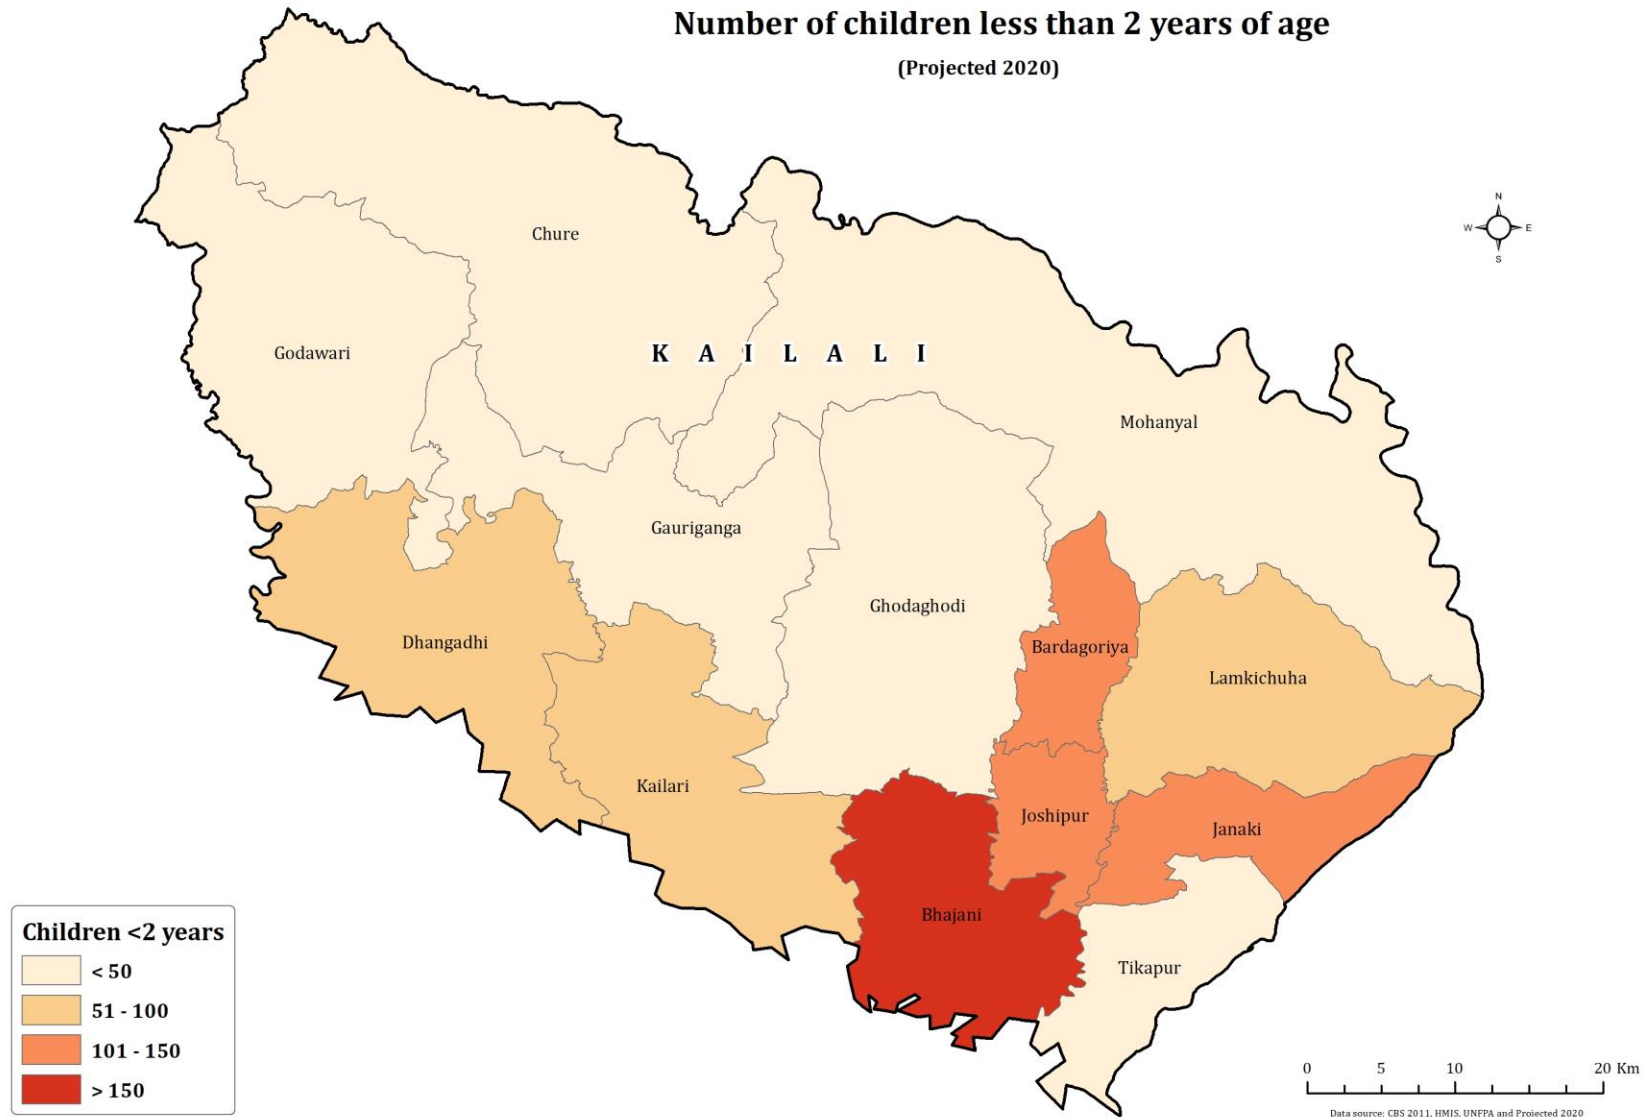 Number of children less than 2 years of age
(Projected 2020)
N
W E
S
Chure
Godawari
K A I L A L I
Mohanyal
Gauriganga
Ghodaghodi
Dhangadhi
Bardagoriya
Lamkichuha
Kailari
Joshipur
Janaki
Bhajani
Tikapur
Children <2 years
< 50
51 - 100
101 - 150
> 150
0 5 10 20 Km
Data source: CBS 2011, HMIS, UNFPA and Projected 2020